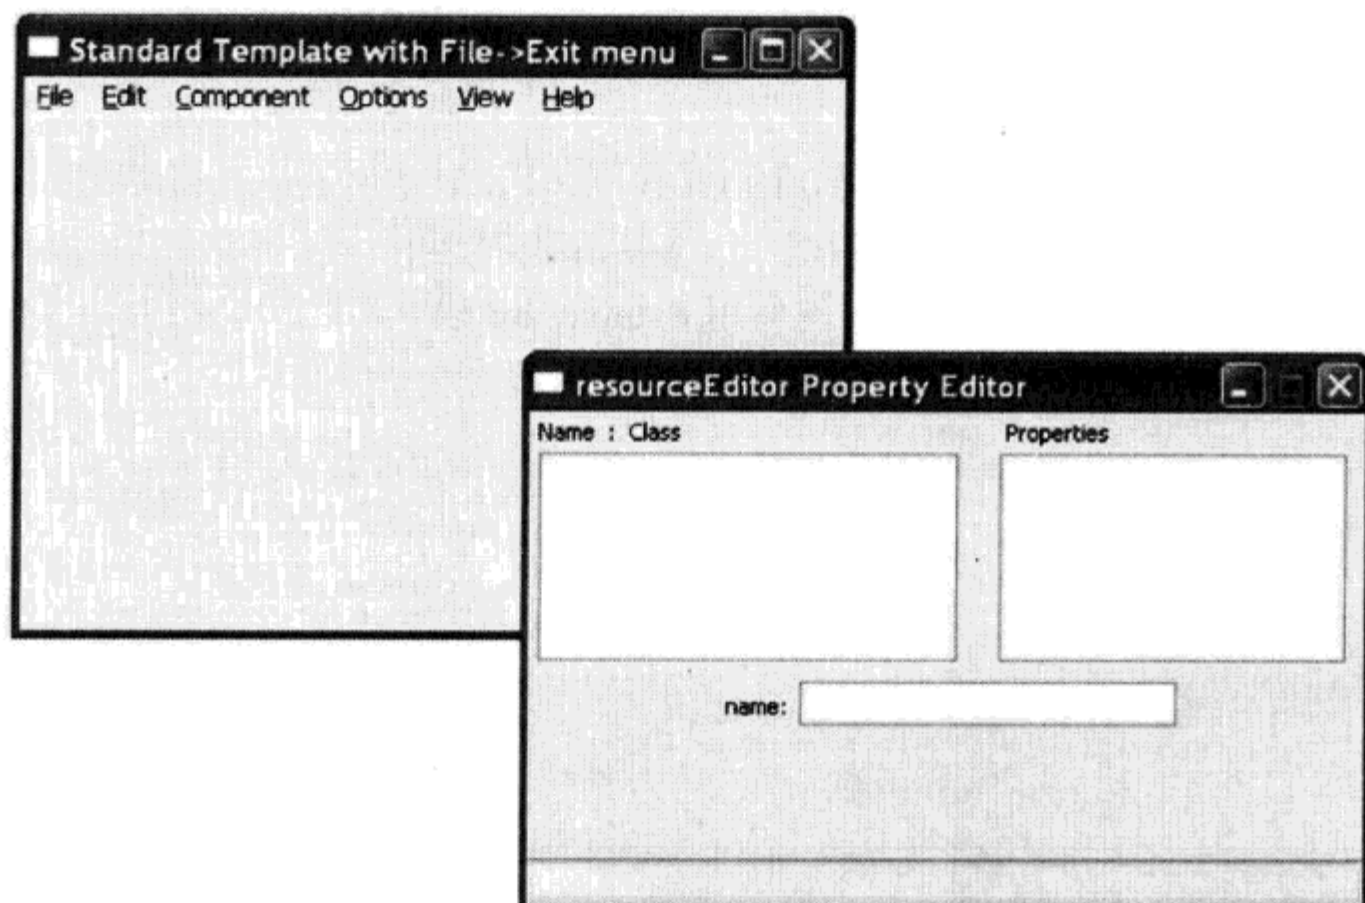 Standard Template with File->Exit menu
File Edit Component Options View Help
resourceEditor Property Editor
Name : Class Properties
name: